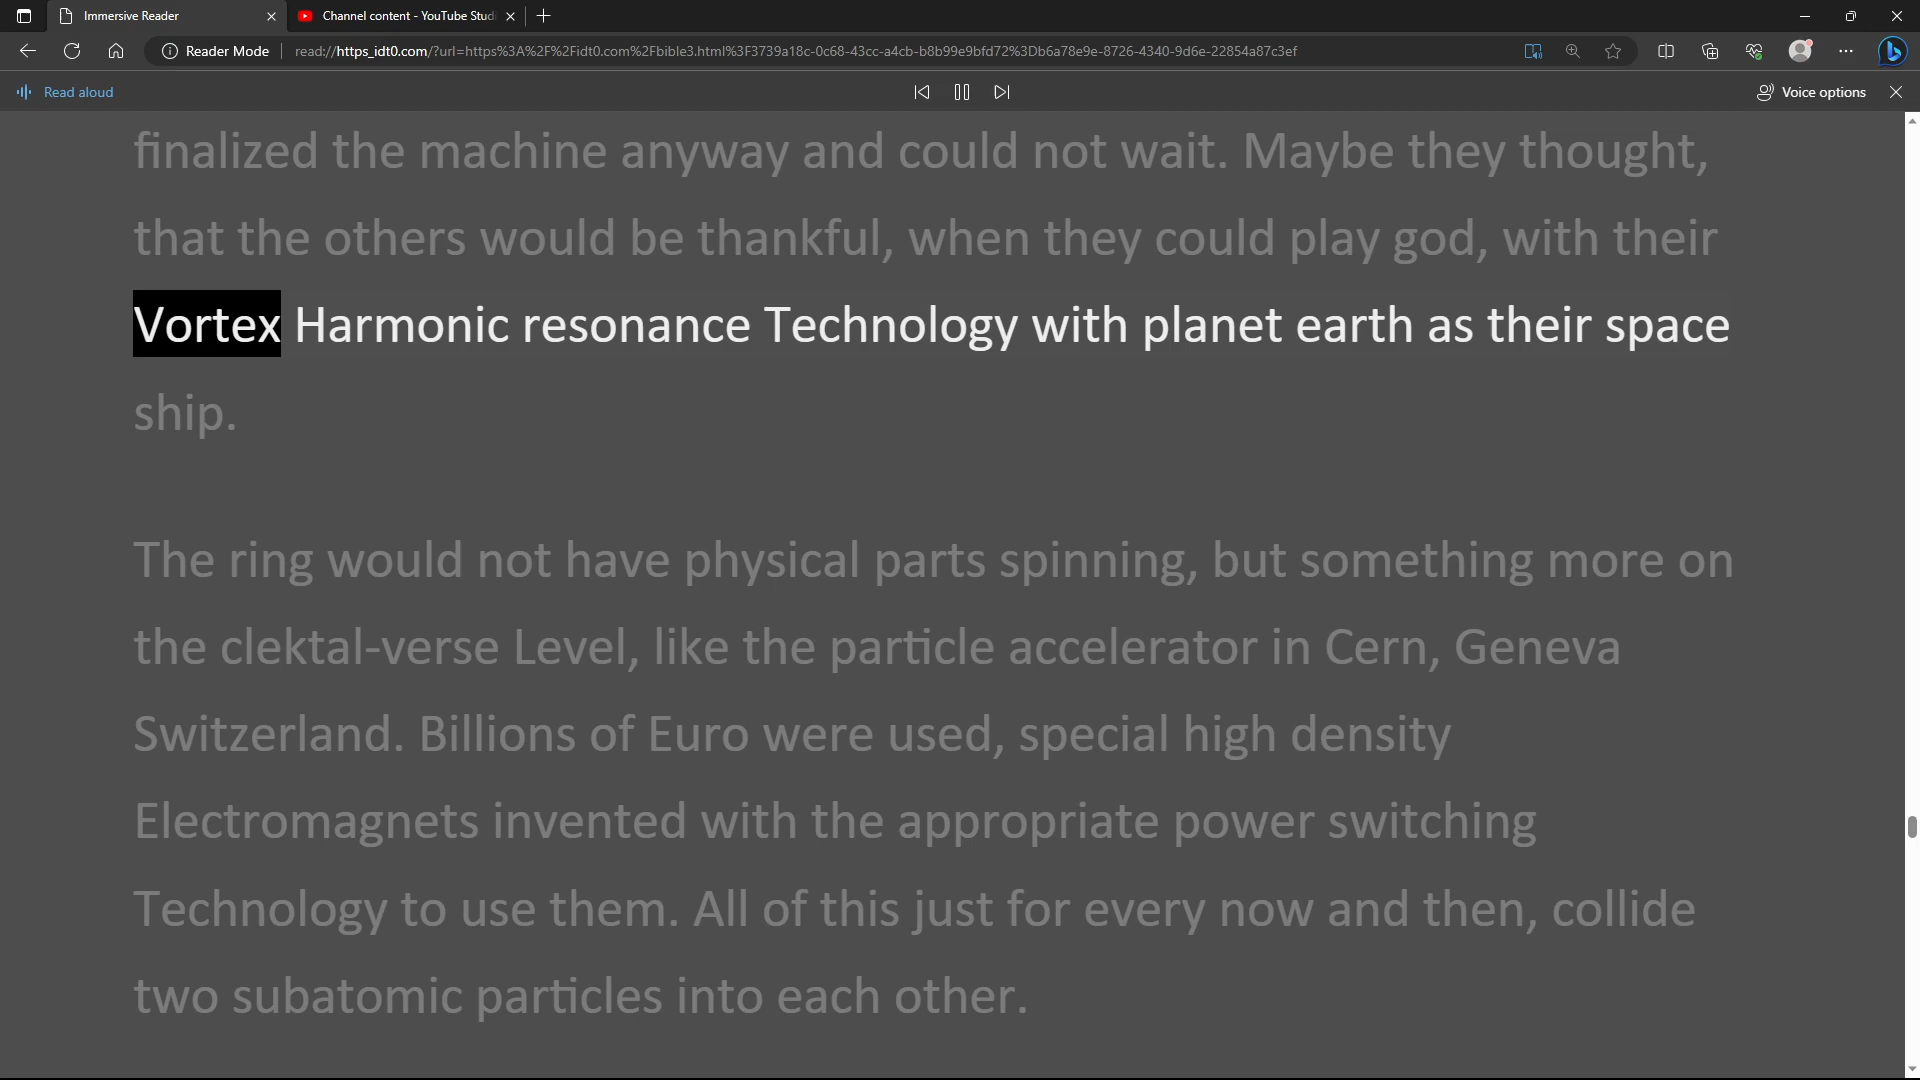 Immersive Reader
Channel content - YouTube Studi
Reader Mode
read://https_idt0.com/?url=https%3A%2F%2Fidt0.com%2Fbible3.html%3F3739a18c-0c68-43cc-a4cb-b8b99e9bfd72%3Db6a78e9e-8726-4340-9d6e-22854a87c3ef
Read aloud
Voice options
finalized the machine anyway and could not wait. Maybe they thought,
that the others would be thankful, when they could play god, with their
Vortex Harmonic resonance Technology with planet earth as their space
ship.
The ring would not have physical parts spinning, but something more on
the clektal-verse Level, like the particle accelerator in Cern, Geneva
Switzerland. Billions of Euro were used, special high density
Electromagnets invented with the appropriate power switching
Technology to use them. All of this just for every now and then, collide
two subatomic particles into each other.